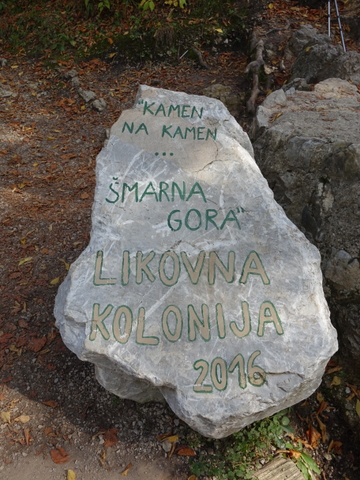 "KAMEN
NA KAMEN
...
ŠMARNA
GORA"
LIKOVNA
KOLONIJA
2016